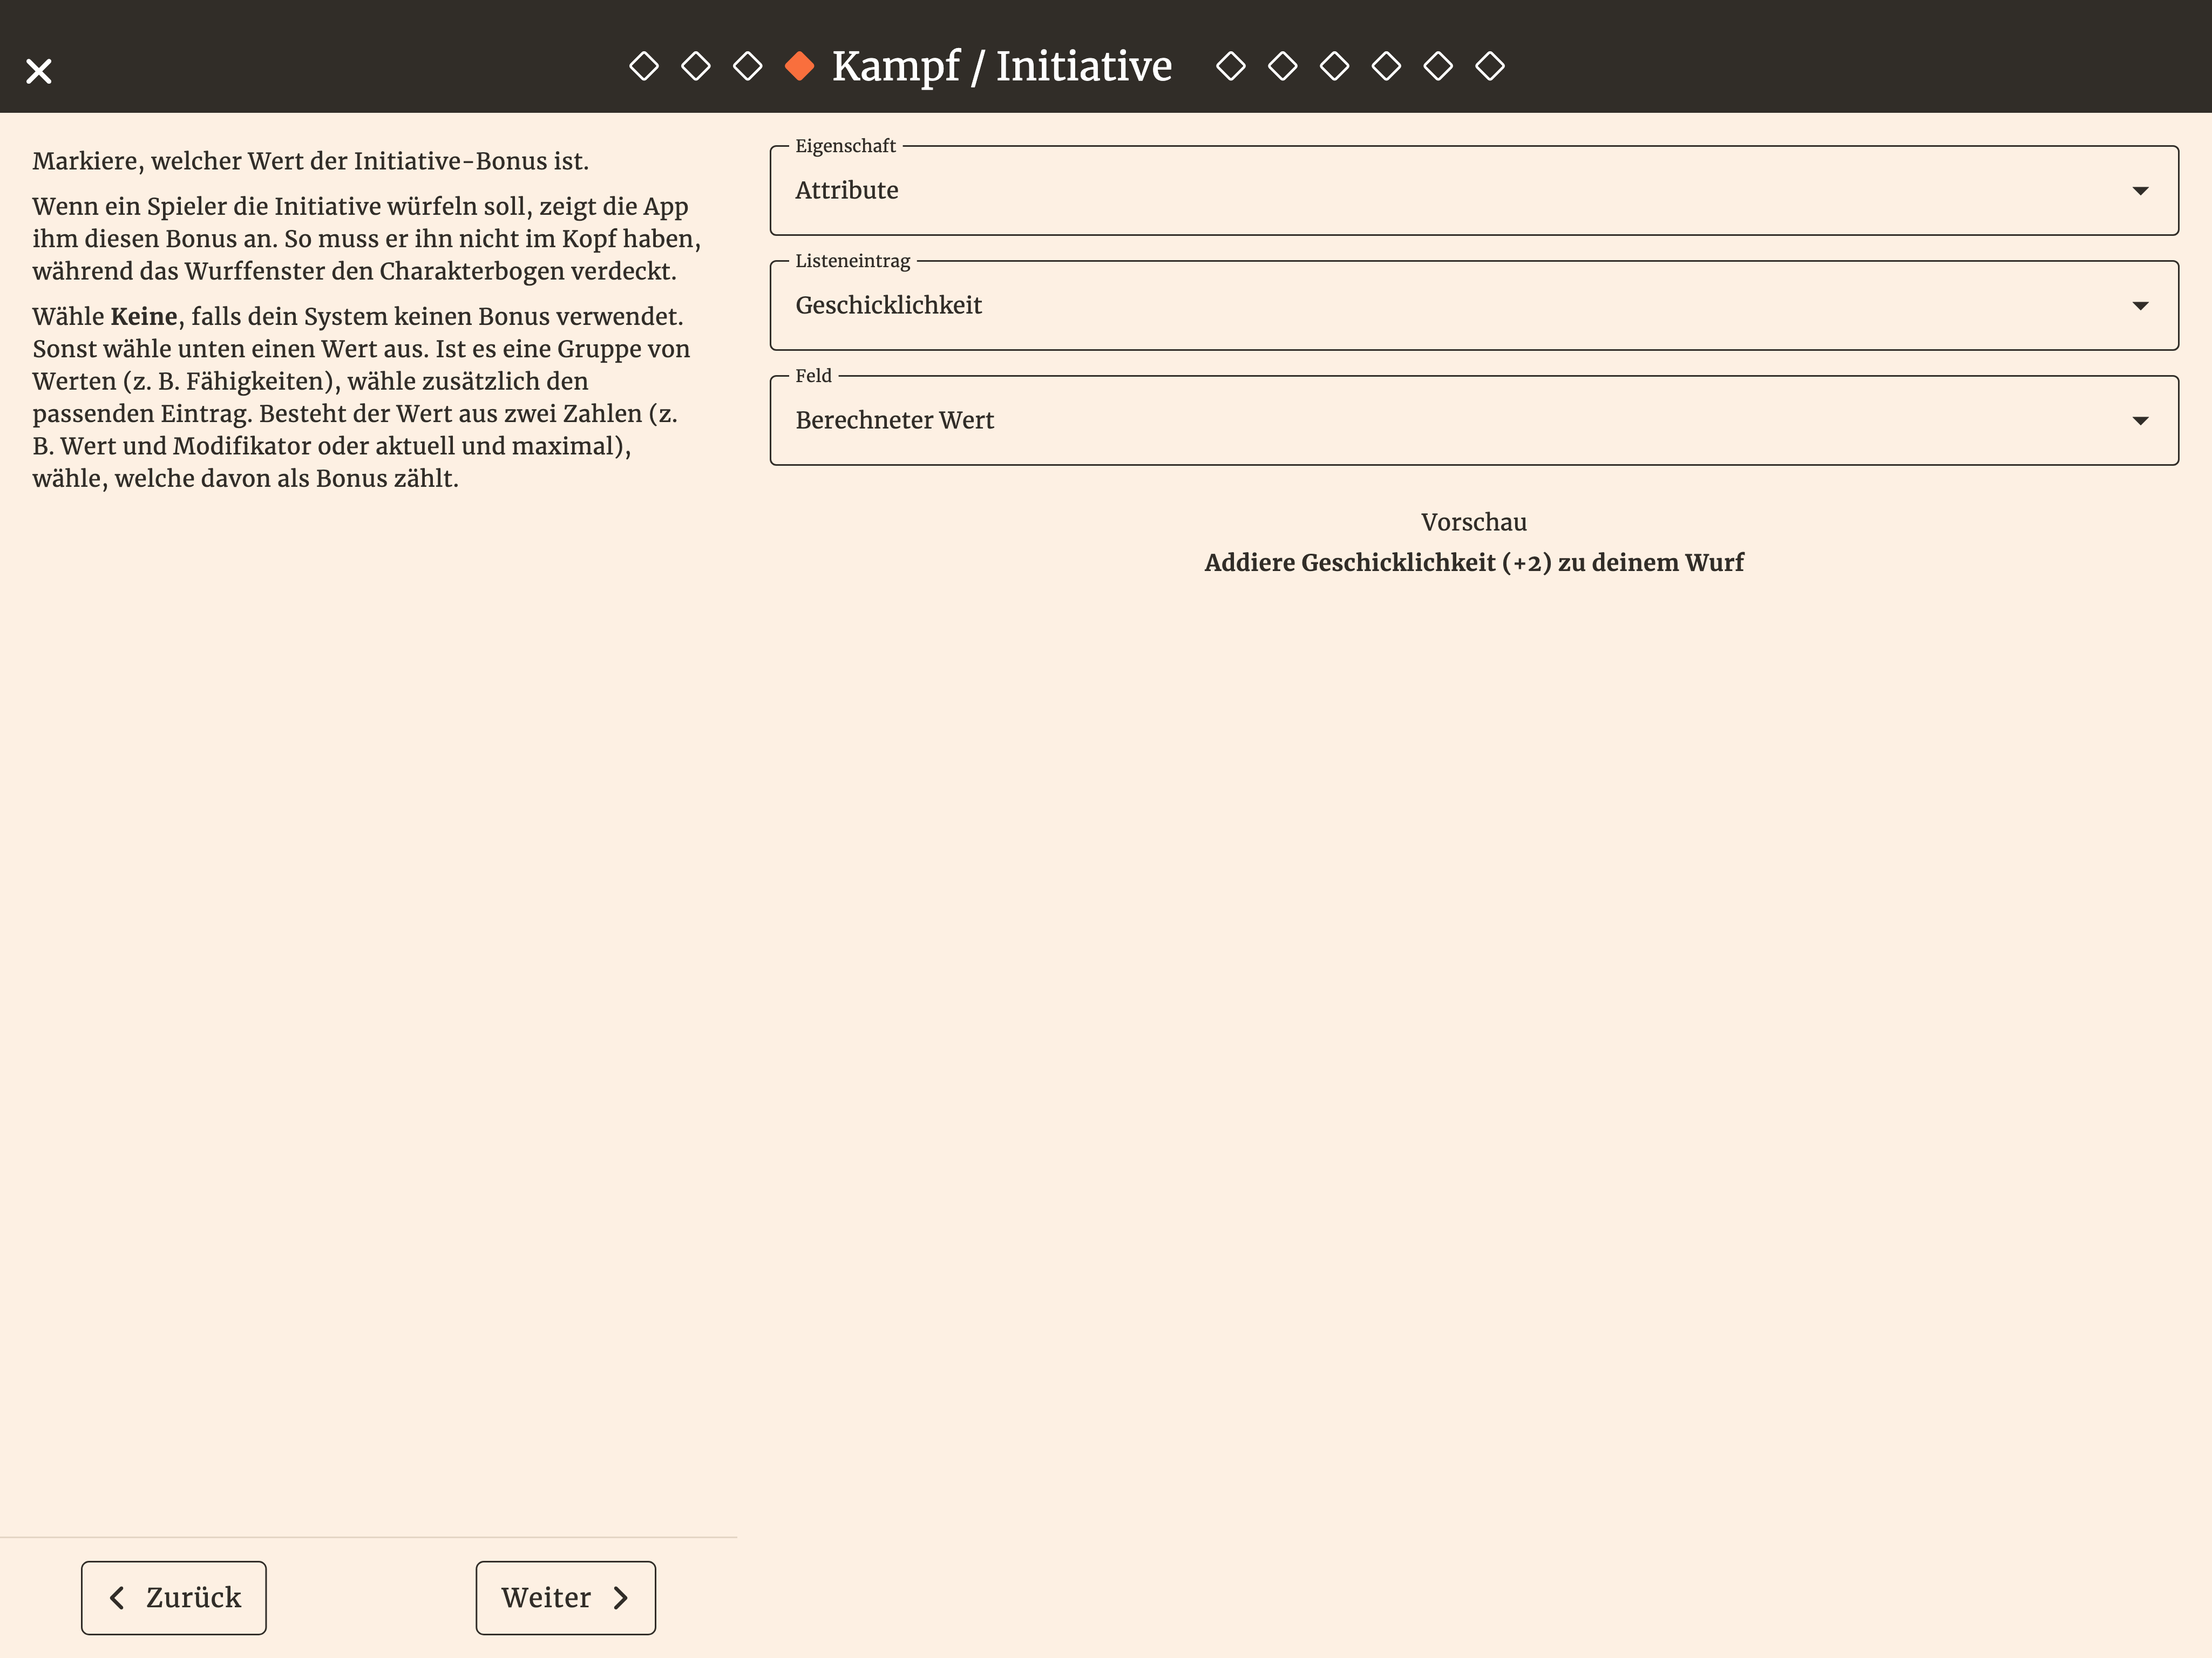 Kampf / Initiative
Markiere, welcher Wert der Initiative-Bonus ist.
Wenn ein Spieler die Initiative würfeln soll, zeigt die App
ihm diesen Bonus an. So muss er ihn nicht im Kopf haben,
während das Wurffenster den Charakterbogen verdeckt.
Wähle Keine, falls dein System keinen Bonus verwendet.
Sonst wähle unten einen Wert aus. Ist es eine Gruppe von
Werten (z. B. Fähigkeiten), wähle zusätzlich den
passenden Eintrag. Besteht der Wert aus zwei Zahlen (z.
B. Wert und Modifikator oder aktuell und maximal),
wähle, welche davon als Bonus zählt.
Eigenschaft
Attribute
Listeneintrag
Geschicklichkeit
Feld
Berechneter Wert
Vorschau
Addiere Geschicklichkeit (+2) zu deinem Wurf
Zurück
Weiter